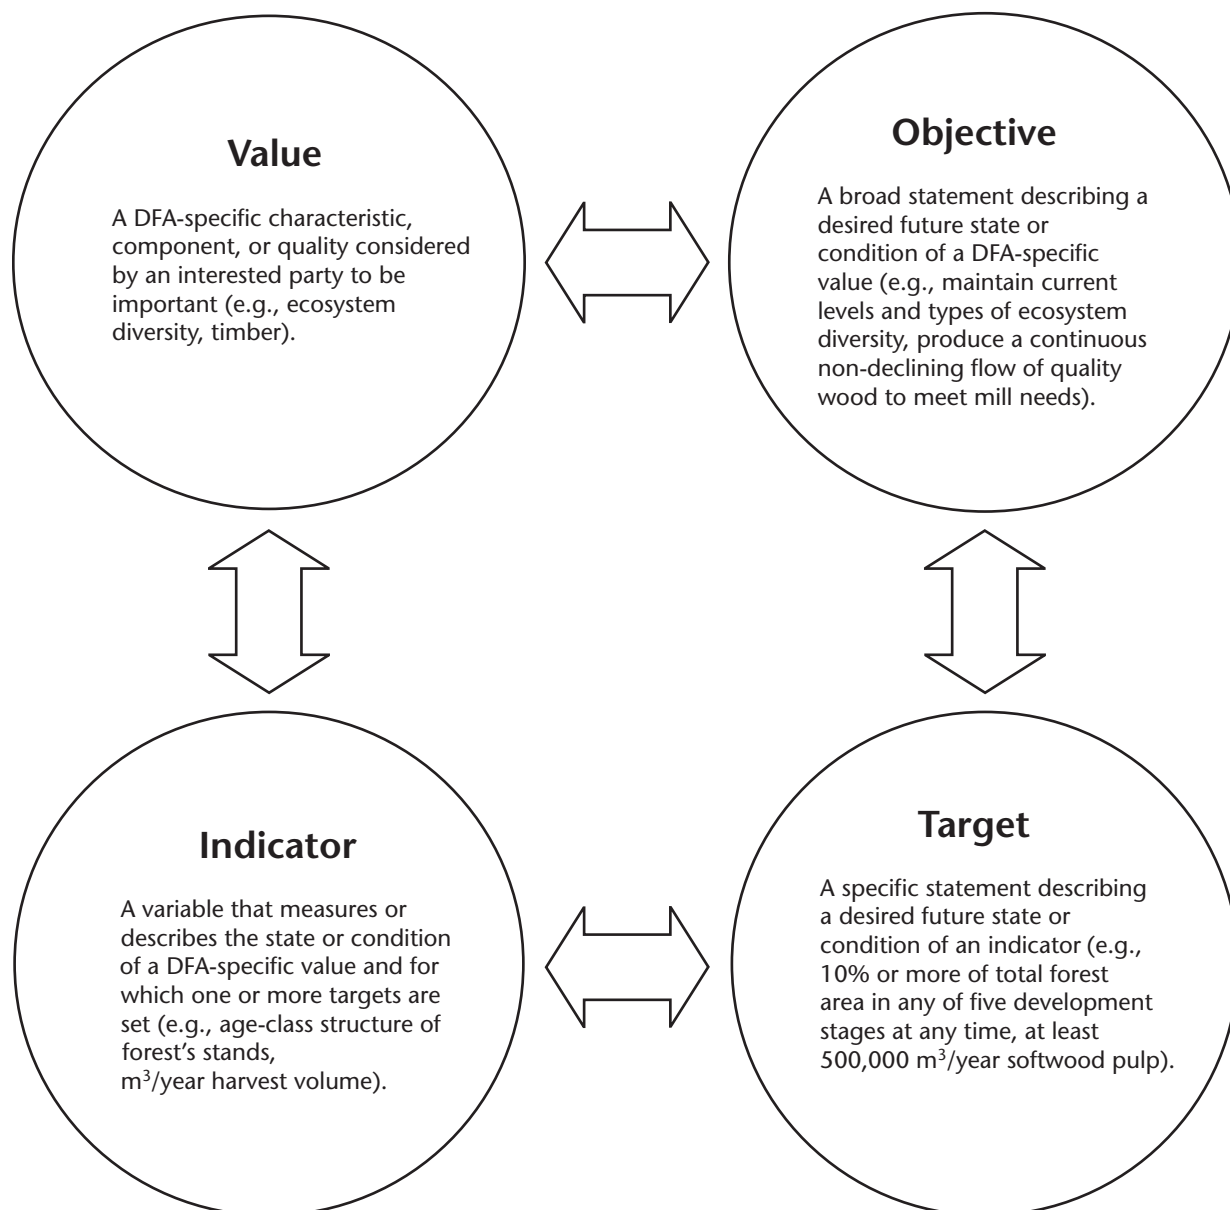 Value
A DFA-specific characteristic,
component, or quality considered
by an interested party to be
important (e.g., ecosystem
diversity, timber).
Objective
A broad statement describing a
desired future state or
condition of a DFA-specific
value (e.g., maintain current
levels and types of ecosystem
diversity, produce a continuous
non-declining flow of quality
wood to meet mill needs).
Indicator
A variable that measures or
describes the state or condition
of a DFA-specific value and for
which one or more targets are
set (e.g., age-class structure of
forest’s stands,
m³/year harvest volume).
Target
A specific statement describing
a desired future state or
condition of an indicator (e.g.,
10% or more of total forest
area in any of five development
stages at any time, at least
500,000 m³/year softwood pulp).